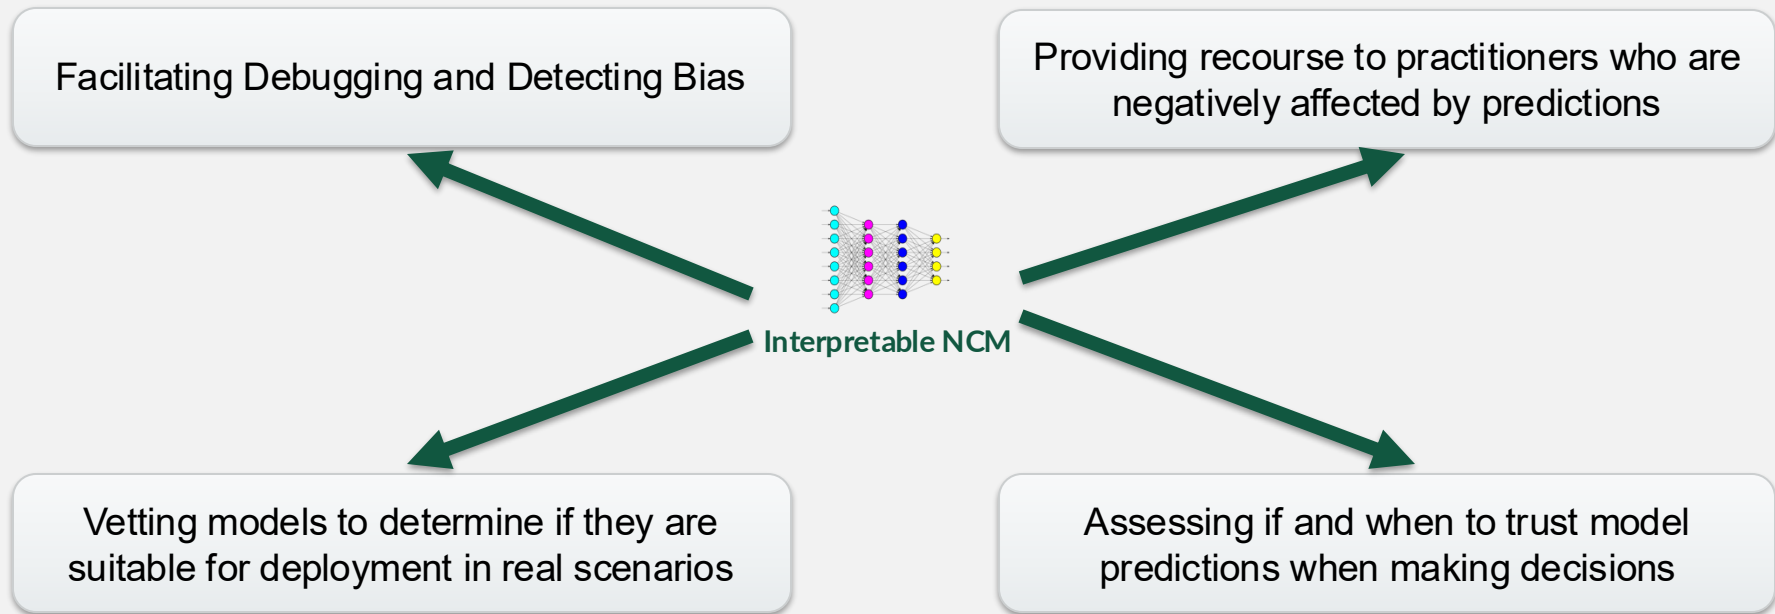 Facilitating Debugging and Detecting Bias
Providing recourse to practitioners who are
negatively affected by predictions
Interpretable NCM
Vetting models to determine if they are
suitable for deployment in real scenarios
Assessing if and when to trust model
predictions when making decisions